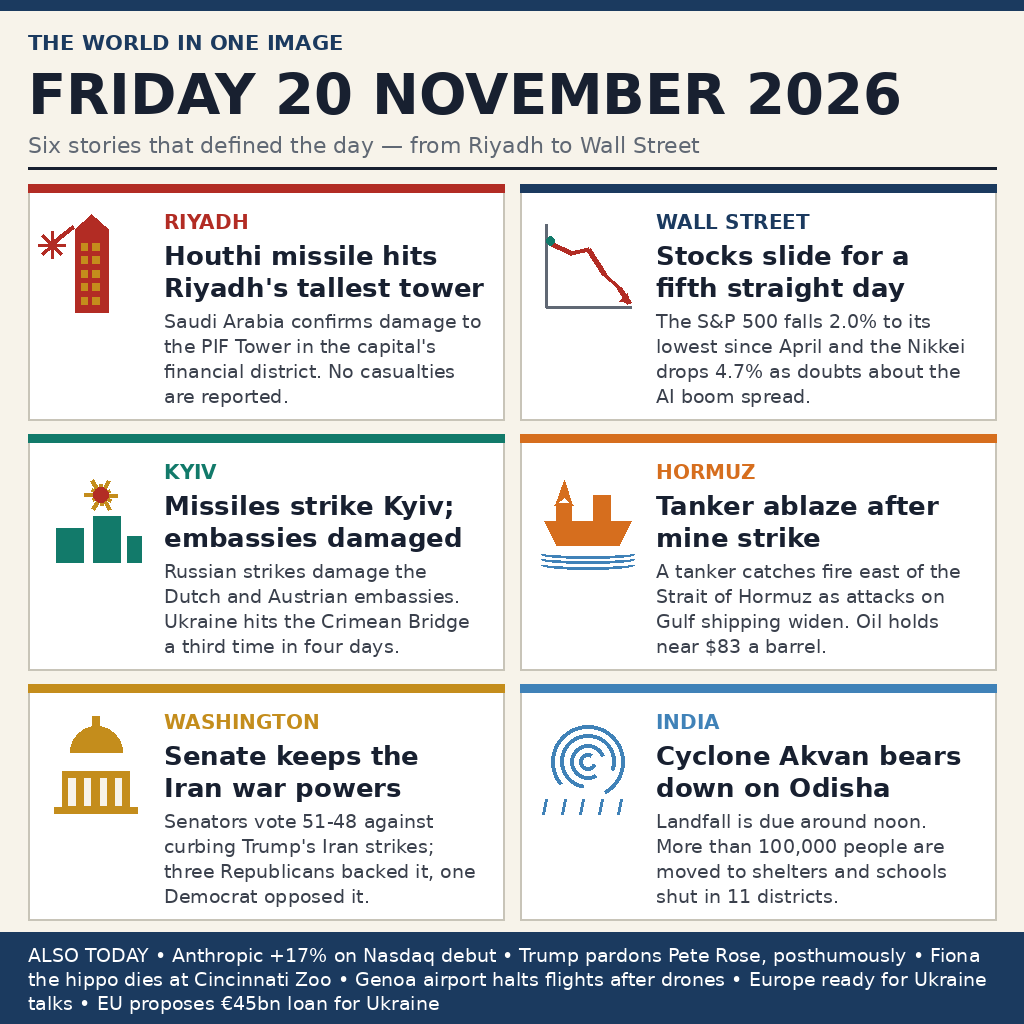 THE WORLD IN ONE IMAGE
FRIDAY 20 NOVEMBER 2026
Six stories that defined the day — from Riyadh to Wall Street
RIYADH
Houthi missile hits
Riyadh's tallest tower
Saudi Arabia confirms damage to
the PIF Tower in the capital's
financial district. No casualties
are reported.
WALL STREET
Stocks slide for a
fifth straight day
The S&P 500 falls 2.0% to its
lowest since April and the Nikkei
drops 4.7% as doubts about the
AI boom spread.
KYIV
Missiles strike Kyiv;
embassies damaged
Russian strikes damage the
Dutch and Austrian embassies.
Ukraine hits the Crimean Bridge
a third time in four days.
HORMUZ
Tanker ablaze after
mine strike
A tanker catches fire east of the
Strait of Hormuz as attacks on
Gulf shipping widen. Oil holds
near $83 a barrel.
WASHINGTON
Senate keeps the
Iran war powers
Senators vote 51-48 against
curbing Trump's Iran strikes;
three Republicans backed it, one
Democrat opposed it.
INDIA
Cyclone Akvan bears
down on Odisha
Landfall is due around noon.
More than 100,000 people are
moved to shelters and schools
shut in 11 districts.
ALSO TODAY • Anthropic +17% on Nasdaq debut • Trump pardons Pete Rose, posthumously • Fiona
the hippo dies at Cincinnati Zoo • Genoa airport halts flights after drones • Europe ready for Ukraine
talks • EU proposes €45bn loan for Ukraine